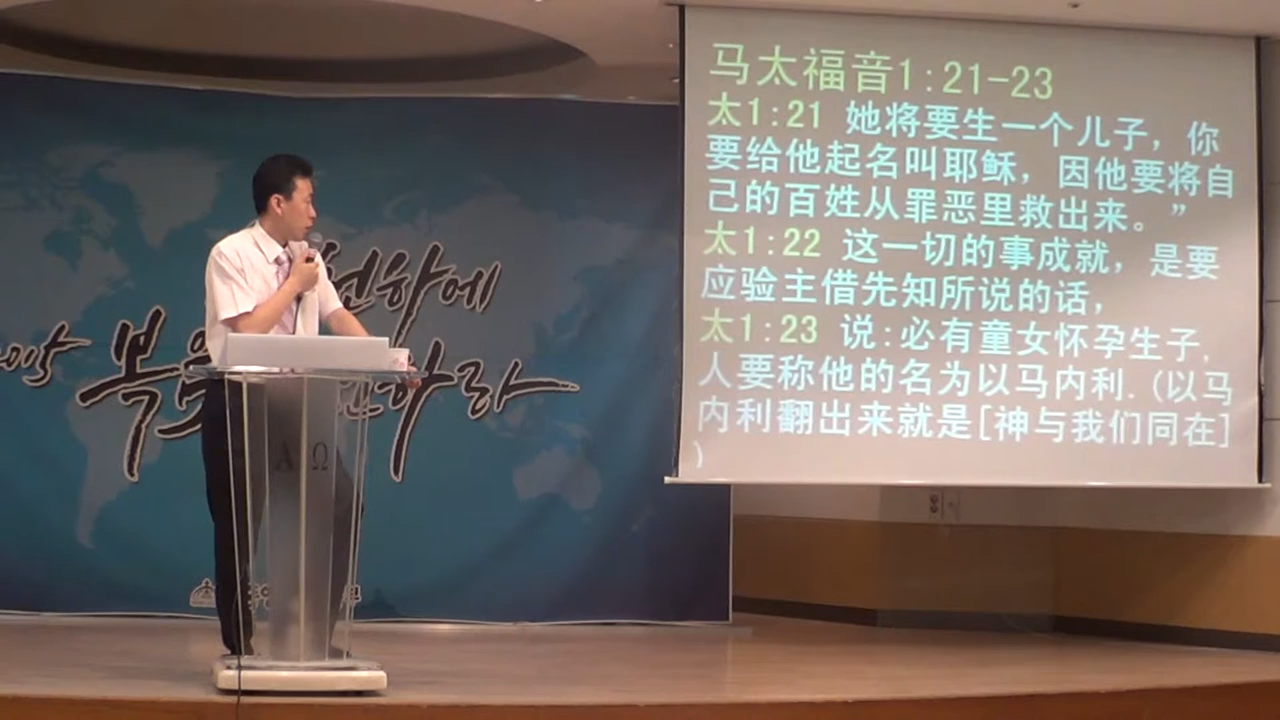 马太福音1:21-23
太1:21 她将要生一个儿子，你
要给他起名叫耶稣，因他要将自
己的百姓从罪恶里救出来。”
太1:22 这一切的事成就，是要
应验主借先知所说的话，
太1:23 说:必有童女怀孕生子,
人要称他的名为以马内利.(以马
内利翻出来就是[神与我们同在]
)
천하에
복음
하라
Α Ω